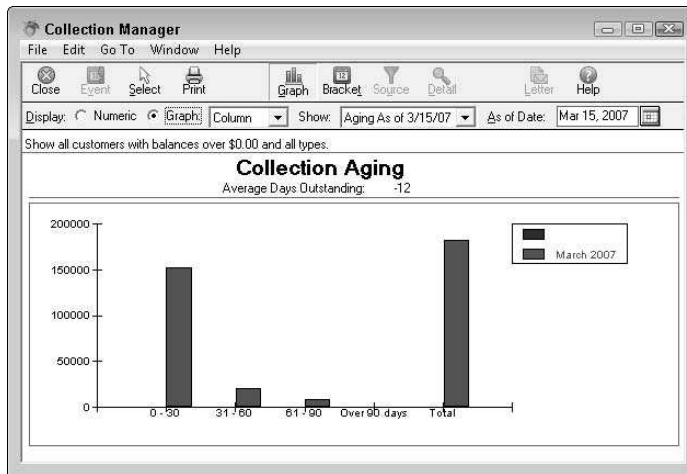 Collection Manager
File Edit Go To Window Help
Close Event Select Print Graph Bracket Source Detail Letter Help
Display: Numeric Graph: Column Show: Aging As of 3/15/07 As of Date: Mar 15, 2007
Show all customers with balances over $0.00 and all types.
Collection Aging
Average Days Outstanding: -12
200000
150000
100000
50000
0
0 - 30 31 - 60 61 - 90 Over 90 days Total
March 2007